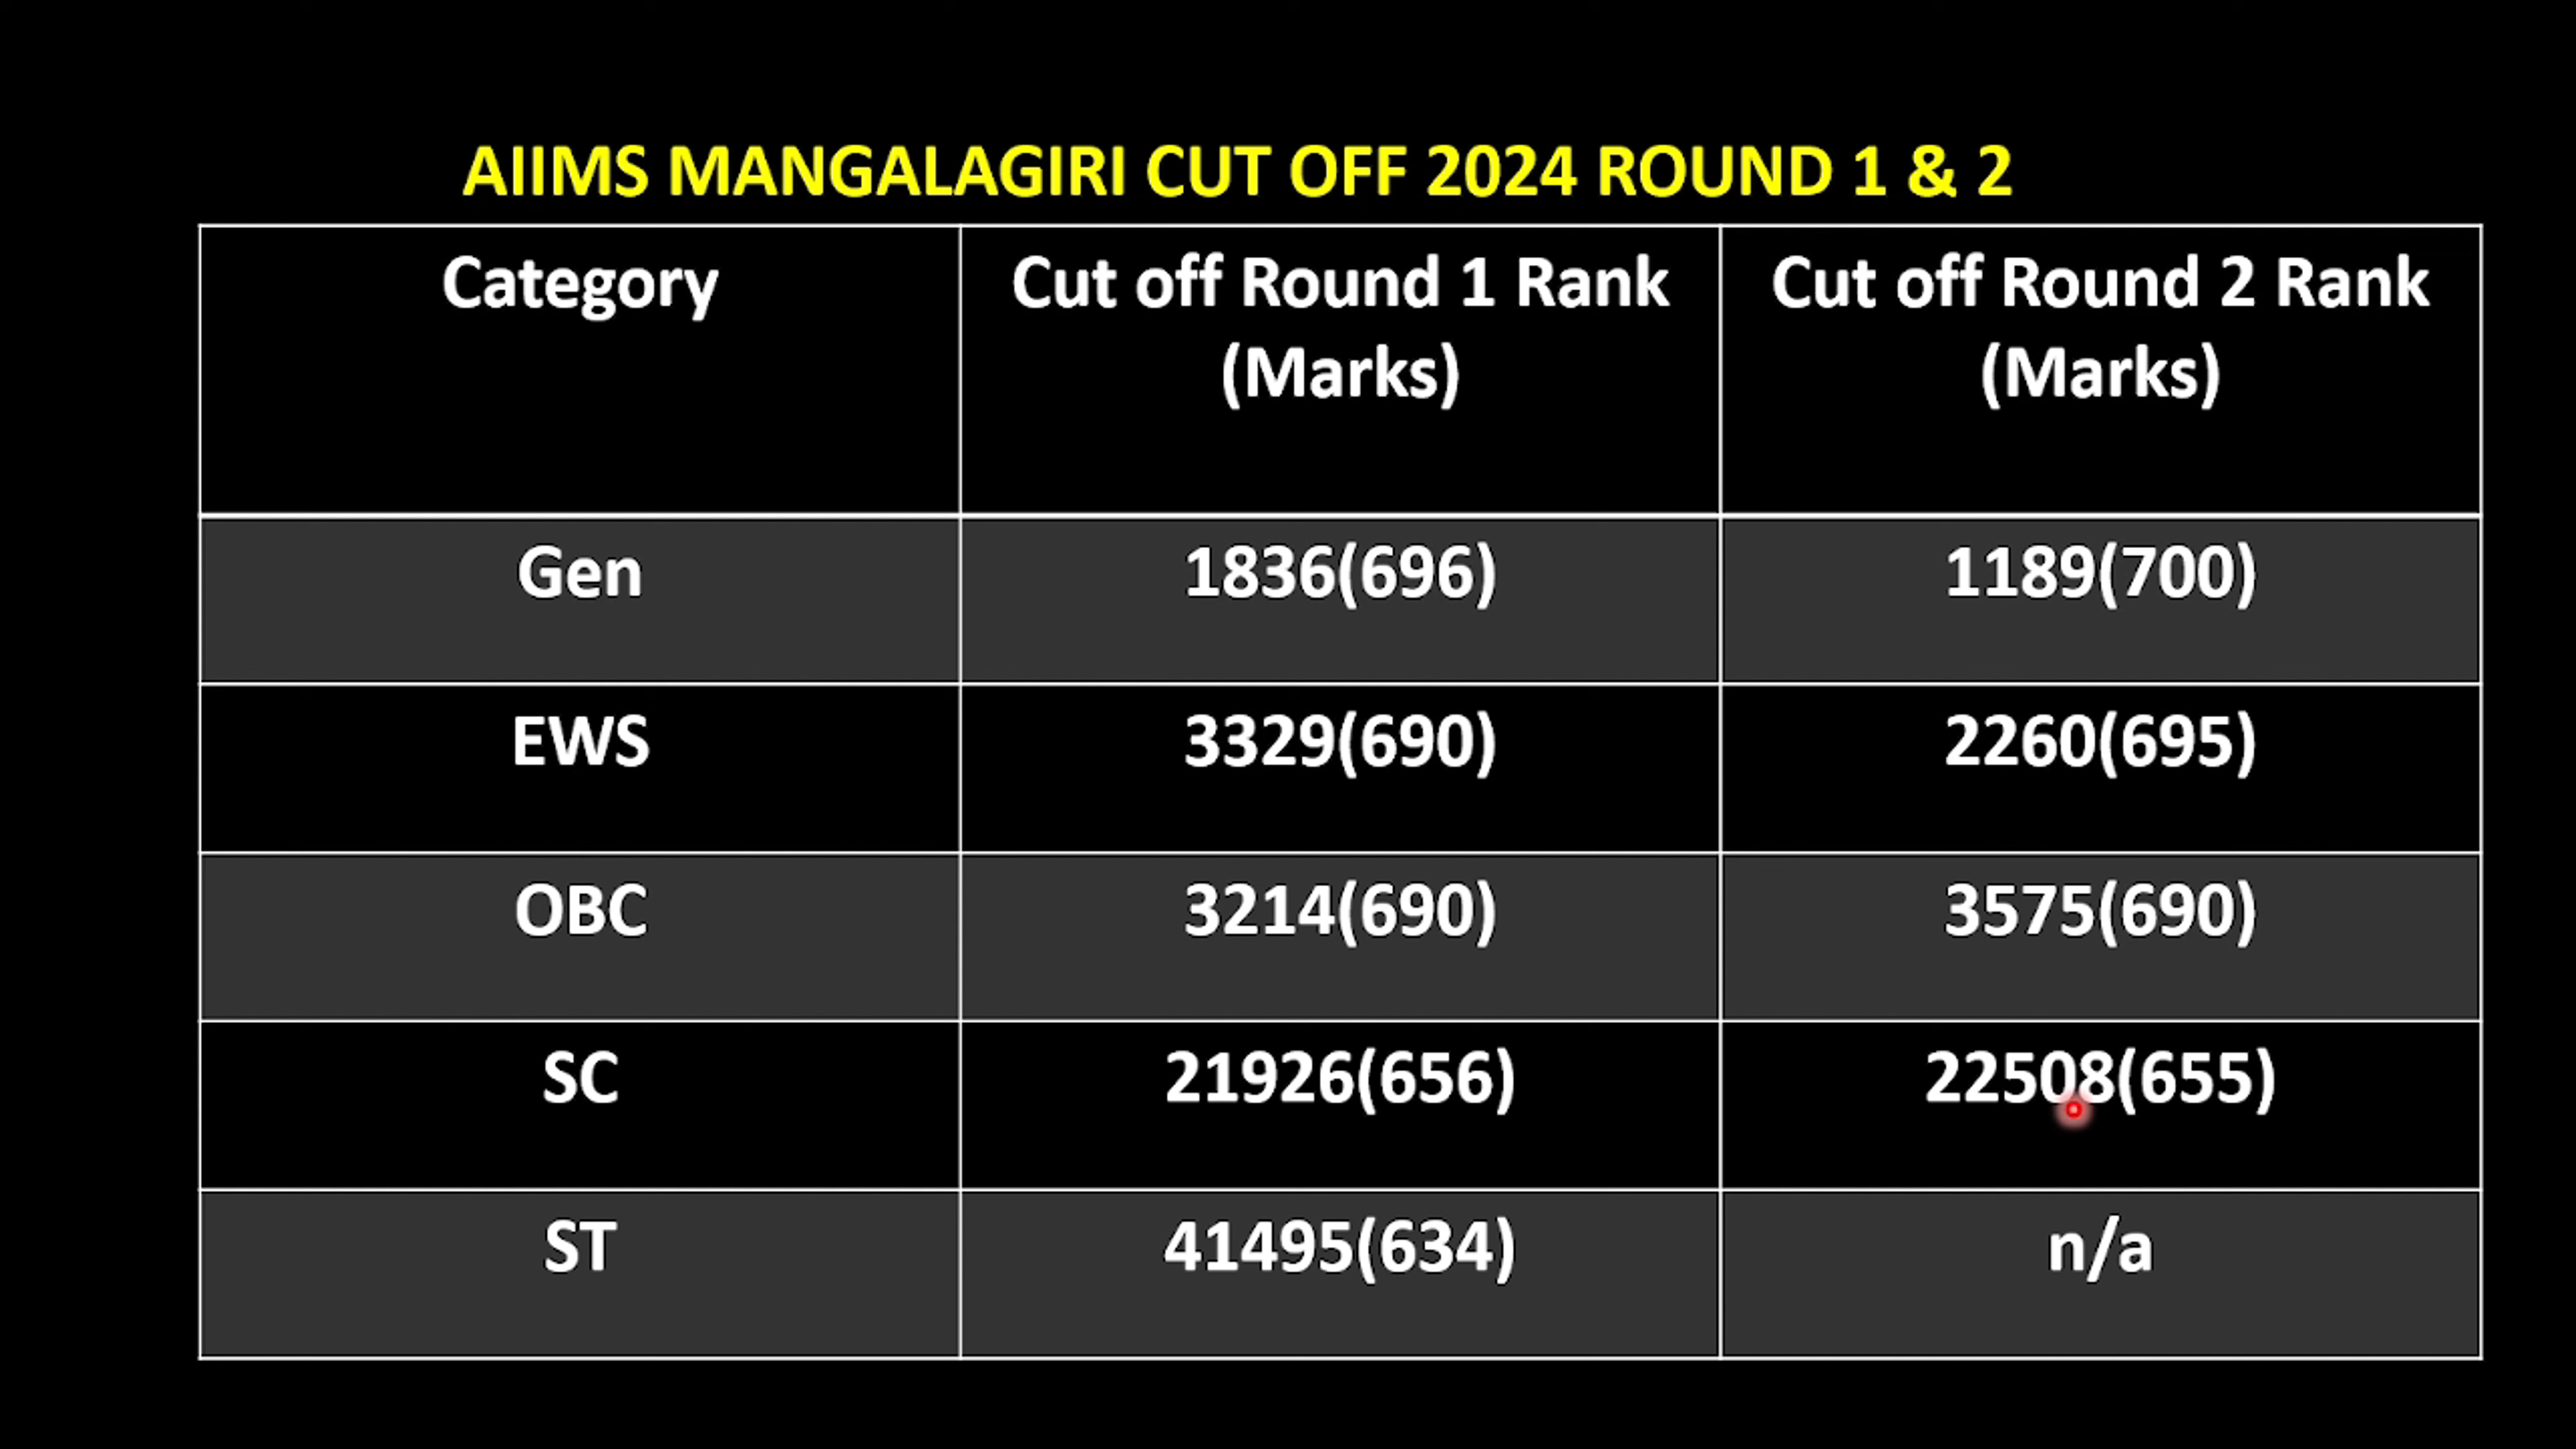 AIIMS MANGALAGIRI CUT OFF 2024 ROUND 1 & 2
Category
Cut off Round 1 Rank
(Marks)
Cut off Round 2 Rank
(Marks)
Gen
1836(696)
1189(700)
EWS
3329(690)
2260(695)
OBC
3214(690)
3575(690)
SC
21926(656)
22508(655)
ST
41495(634)
n/a